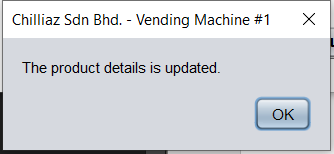 Chilliaz Sdn Bhd. - Vending Machine #1
The product details is updated.
OK